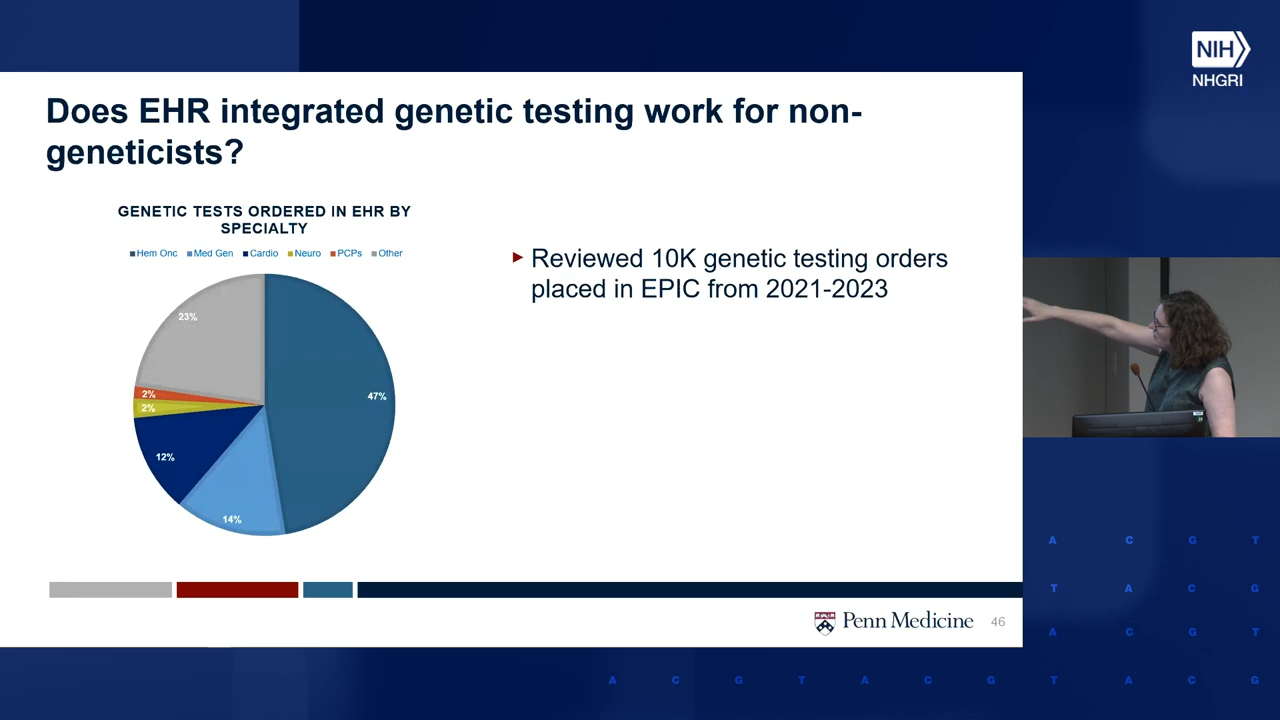 NIH
NHGRI
Does EHR integrated genetic testing work for non-
geneticists?
GENETIC TESTS ORDERED IN EHR BY
SPECIALTY
Hem Onc Med Gen Cardio Neuro PCPs Other
23%
2%
2%
47%
12%
14%
Reviewed 10K genetic testing orders
placed in EPIC from 2021-2023
Penn Medicine 46
A C G T
T A C G
A C G T
A C G T A C G T A C G